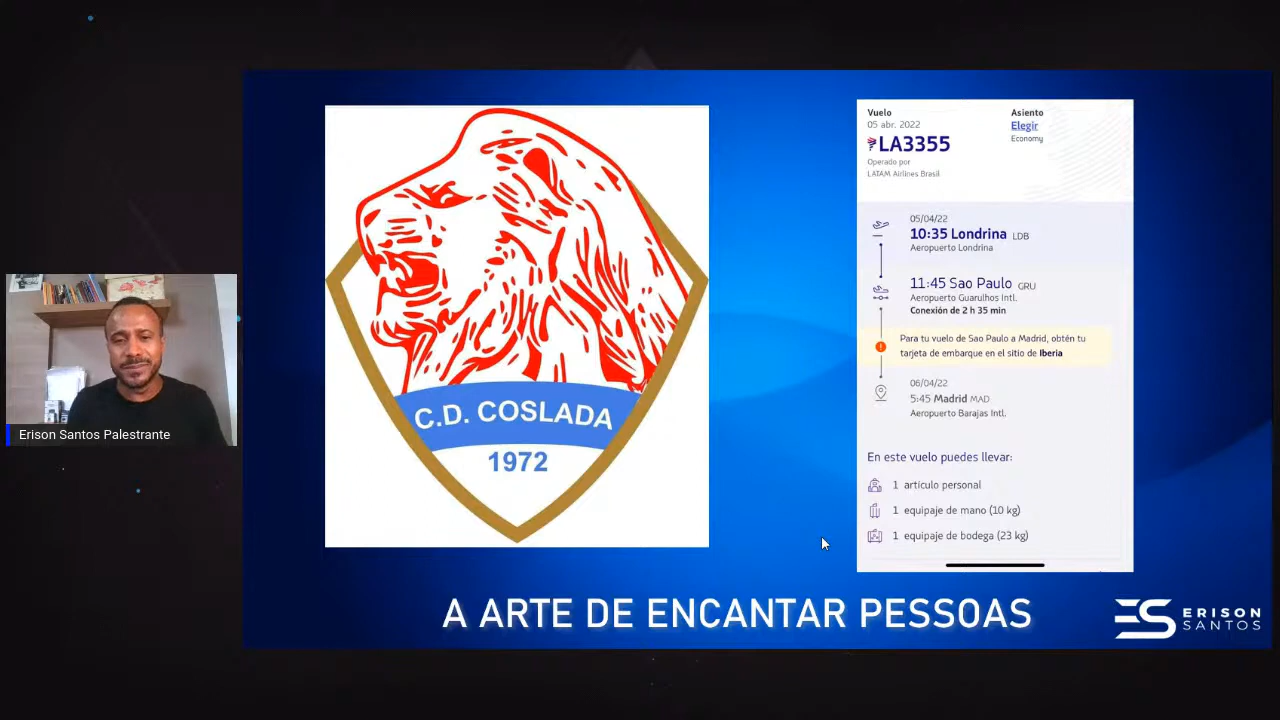 C.D. COSLADA
1972
Vuelo
05 abr. 2022
LA3355
Operado por
LATAM Airlines Brasil
Asiento
Elegir
Economy
05/04/22
10:35 Londrina LDB
Aeropuerto Londrina
11:45 Sao Paulo GRU
Aeroporto Guarulhos Intl.
Conexión de 2 h 35 min
Para tu vuelo de Sao Paulo a Madrid, obtén tu
tarjeta de embarque en el sitio de Iberia
06/04/22
5:45 Madrid MAD
Aeropuerto Barajas Intl.
En este vuelo puedes llevar:
1 artículo personal
1 equipaje de mano (10 kg)
1 equipaje de bodega (23 kg)
Erison Santos Palestrante
A ARTE DE ENCANTAR PESSOAS
ES ERISON
SANTOS